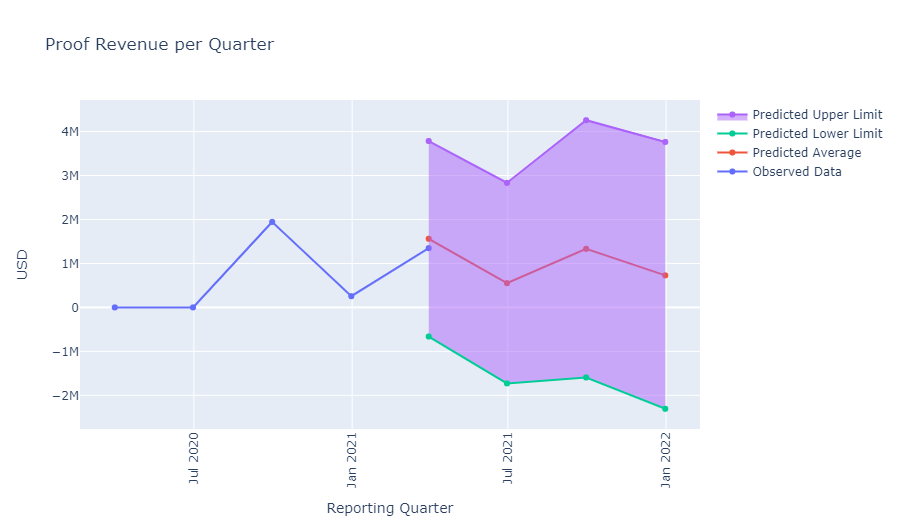 Proof Revenue per Quarter
Predicted Upper Limit
Predicted Lower Limit
Predicted Average
Observed Data
4M
3M
2M
1M
0
−1M
−2M
USD
Jul 2020
Jan 2021
Jul 2021
Jan 2022
Reporting Quarter